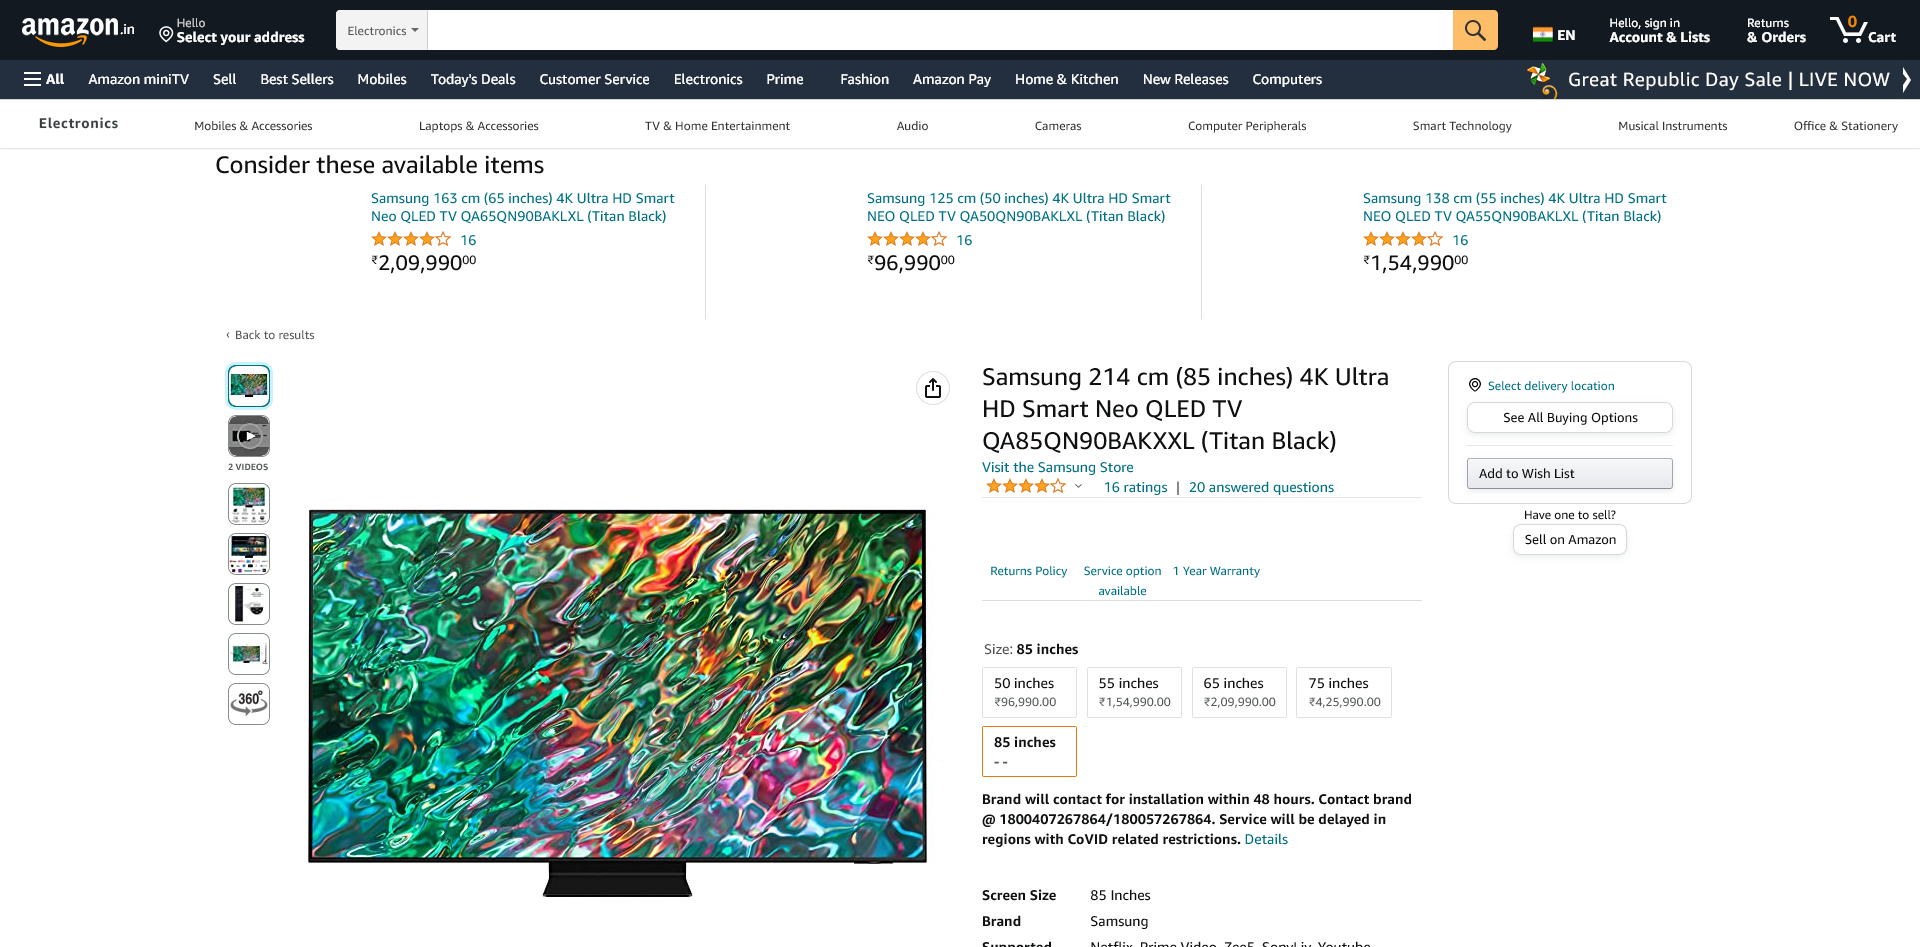 amazon.in
Hello
Select your address
Electronics
EN
Hello, sign in
Account & Lists
Returns
& Orders
0
Cart
All
Amazon miniTV
Sell
Best Sellers
Mobiles
Today's Deals
Customer Service
Electronics
Prime
Fashion
Amazon Pay
Home & Kitchen
New Releases
Computers
Great Republic Day Sale | LIVE NOW
Electronics
Mobiles & Accessories
Laptops & Accessories
TV & Home Entertainment
Audio
Cameras
Computer Peripherals
Smart Technology
Musical Instruments
Office & Stationery
Consider these available items
Samsung 163 cm (65 inches) 4K Ultra HD Smart
Neo QLED TV QA65QN90BAKLXL (Titan Black)
16
₹2,09,99000
Samsung 125 cm (50 inches) 4K Ultra HD Smart
NEO QLED TV QA50QN90BAKLXL (Titan Black)
16
₹96,99000
Samsung 138 cm (55 inches) 4K Ultra HD Smart
NEO QLED TV QA55QN90BAKLXL (Titan Black)
16
₹1,54,99000
‹ Back to results
2 VIDEOS
360°
Samsung 214 cm (85 inches) 4K Ultra
HD Smart Neo QLED TV
QA85QN90BAKXXL (Titan Black)
Visit the Samsung Store
16 ratings | 20 answered questions
Returns Policy
Service option
available
1 Year Warranty
Size: 85 inches
50 inches
₹96,990.00
55 inches
₹1,54,990.00
65 inches
₹2,09,990.00
75 inches
₹4,25,990.00
85 inches
- -
Brand will contact for installation within 48 hours. Contact brand
@ 1800407267864/180057267864. Service will be delayed in
regions with CoVID related restrictions. Details
Screen Size 85 Inches
Brand Samsung
Supported Netflix, Prime Video, Zee5, SonyLiv, Youtube,
Select delivery location
See All Buying Options
Add to Wish List
Have one to sell?
Sell on Amazon